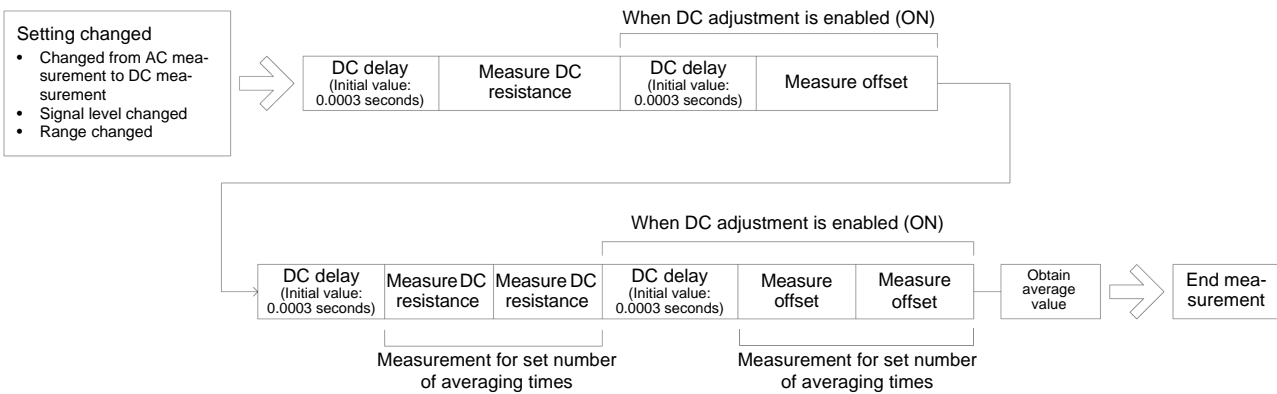 Setting changed
• Changed from AC mea-
surement to DC mea-
surement
• Signal level changed
• Range changed
When DC adjustment is enabled (ON)
DC delay
(Initial value:
0.0003 seconds)
Measure DC
resistance
DC delay
(Initial value:
0.0003 seconds)
Measure offset
When DC adjustment is enabled (ON)
DC delay
(Initial value:
0.0003 seconds)
Measure DC
resistance
Measure DC
resistance
DC delay
(Initial value:
0.0003 seconds)
Measure
offset
Measure
offset
Obtain
average
value
End mea-
surement
Measurement for set number
of averaging times
Measurement for set number
of averaging times